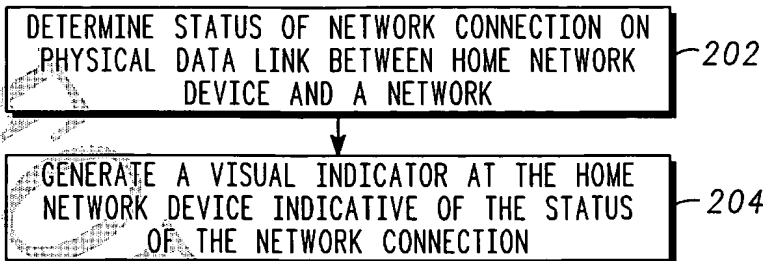 DETERMINE STATUS OF NETWORK CONNECTION ON
PHYSICAL DATA LINK BETWEEN HOME NETWORK
DEVICE AND A NETWORK
202
GENERATE A VISUAL INDICATOR AT THE HOME
NETWORK DEVICE INDICATIVE OF THE STATUS
OF THE NETWORK CONNECTION
204